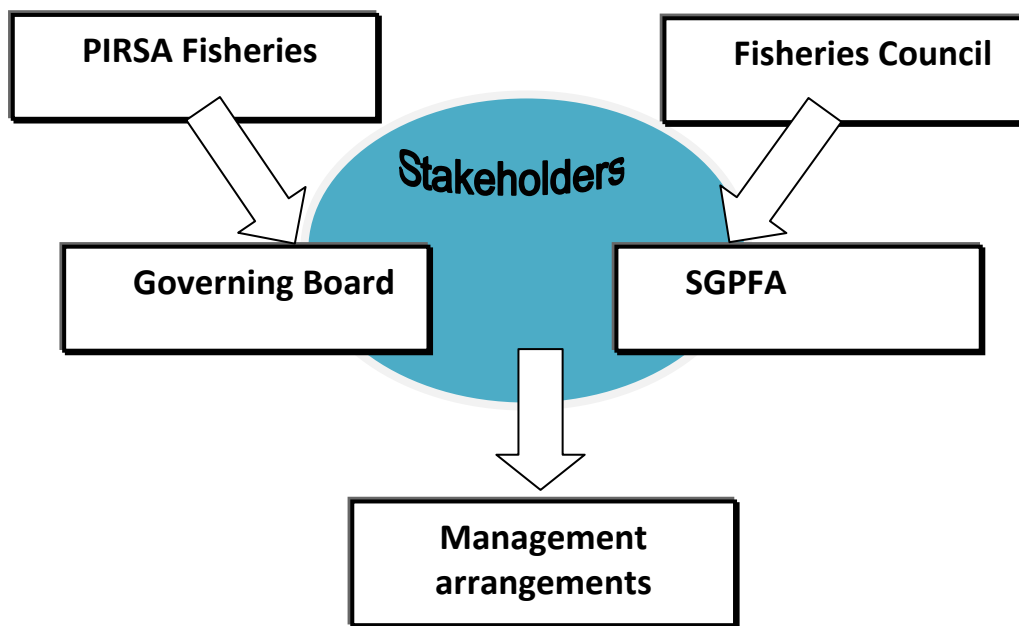 PIRSA Fisheries
Fisheries Council
Stakeholders
Governing Board
SGPFA
Management
arrangements